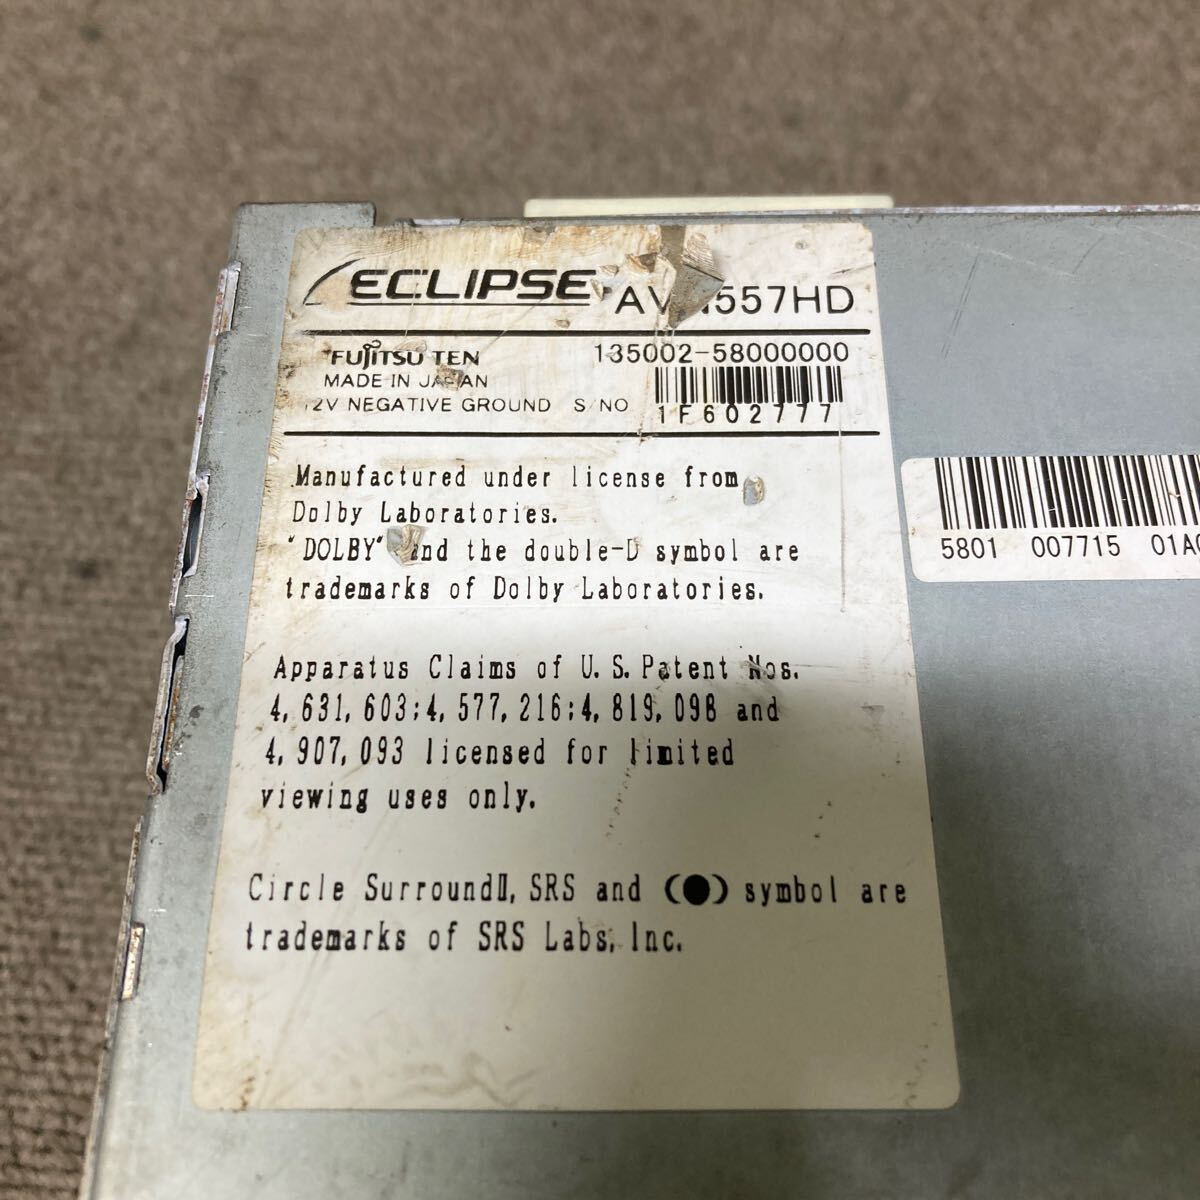 ECLIPSE 557HD
FUJITSU TEN 135002-58000000
MADE IN JAPAN
12V NEGATIVE GROUND S/NO
1F602777
Manufactured under license from
Dolby Laboratories.
"DOLBY" and the double-D symbol are
trademarks of Dolby Laboratories.
Apparatus Claims of U.S. Patent Nos.
4,631,603;4,577,216;4,819,098 and
4,907,093 licensed for limited
viewing uses only.
Circle SurroundⅡ, SRS and (●) symbol are
trademarks of SRS Labs, Inc.
5801 007715